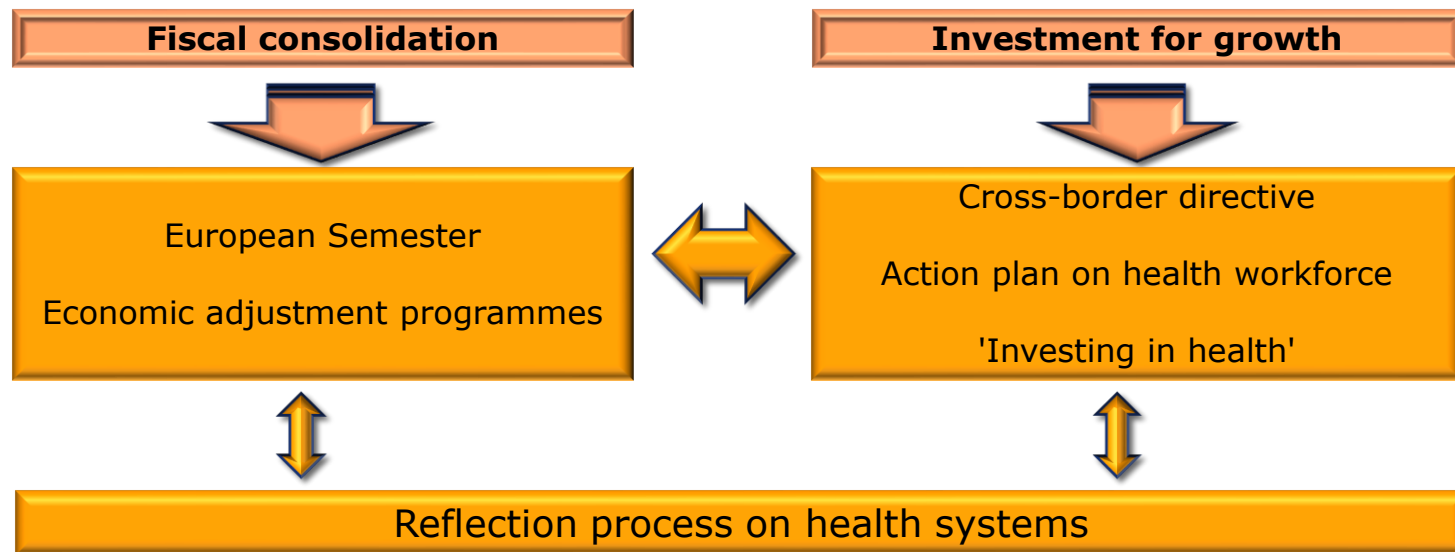 Fiscal consolidation
Investment for growth
European Semester
Economic adjustment programmes
Cross-border directive
Action plan on health workforce
'Investing in health'
Reflection process on health systems